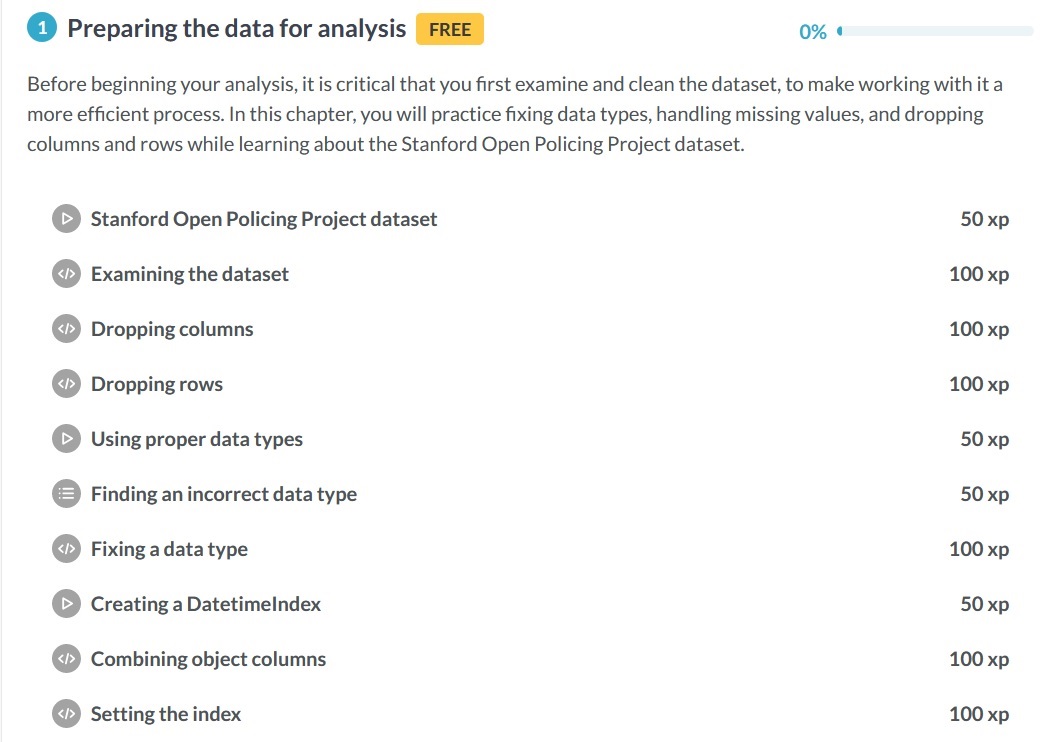 1 Preparing the data for analysis FREE 0%
Before beginning your analysis, it is critical that you first examine and clean the dataset, to make working with it a
more efficient process. In this chapter, you will practice fixing data types, handling missing values, and dropping
columns and rows while learning about the Stanford Open Policing Project dataset.
Stanford Open Policing Project dataset 50 xp
Examining the dataset 100 xp
Dropping columns 100 xp
Dropping rows 100 xp
Using proper data types 50 xp
Finding an incorrect data type 50 xp
Fixing a data type 100 xp
Creating a DatetimeIndex 50 xp
Combining object columns 100 xp
Setting the index 100 xp